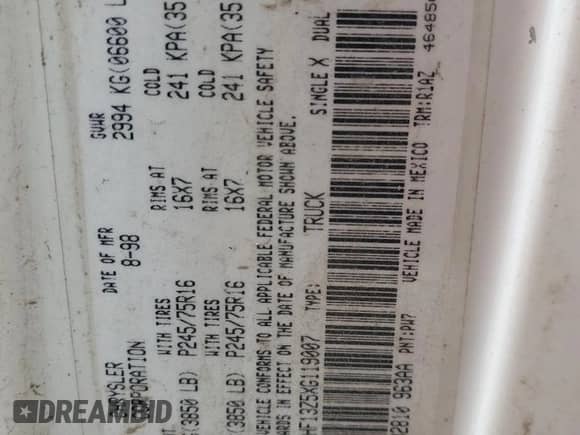 RYSLER DATE OF MFR GVWR
RPORATION 8-98 2994 KG(06600 L
WITH TIRES RIMS AT COLD
(3850 LB) P245/75R16 16X7 241 KPA(35
WITH TIRES RIMS AT COLD
(3850 LB) P245/75R16 16X7 241 KPA(35
VEHICLE CONFORMS TO ALL APPLICABLE FEDERAL MOTOR VEHICLE SAFETY
ARDS IN EFFECT ON THE DATE OF MANUFACTURE SHOWN ABOVE.
HF13Z5XG119007 TYPE: TRUCK SINGLE X DUAL
2810 963AA PNT:PW7 VEHICLE MADE IN MEXICO TRM:R1AZ 46485
DREAMBID